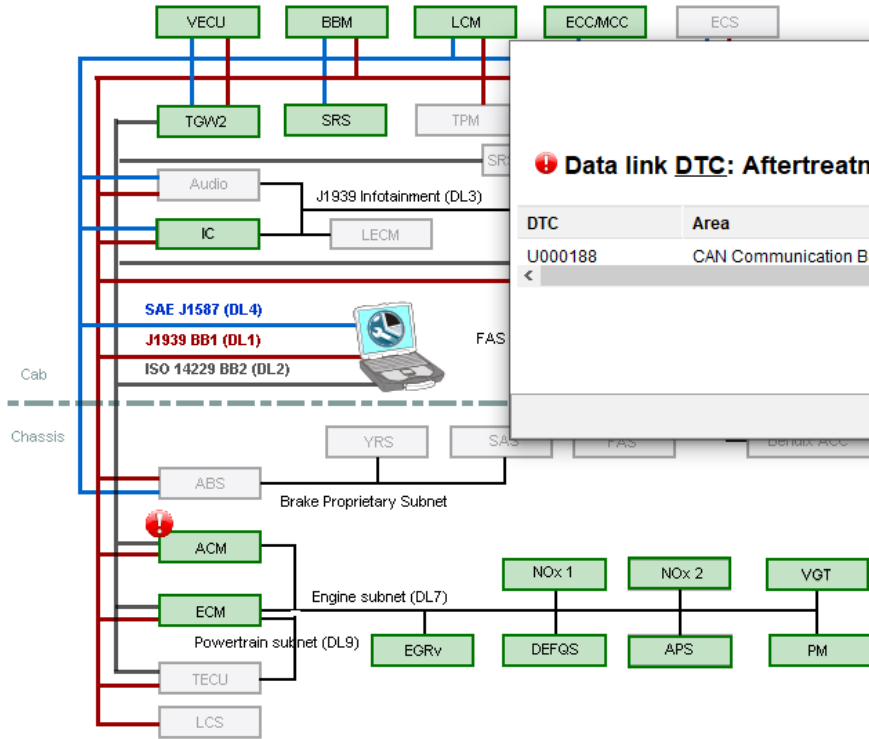 VECU BBM LCM ECC/MCC ECS
TGW2 SRS TPM
Data link DTC: Aftertreatn
SRS
Audio
J1939 Infotainment (DL3)
DTC Area
IC LECM
U000188 CAN Communication B
SAE J1587 (DL4)
J1939 BB1 (DL1)
FAS
ISO 14229 BB2 (DL2)
Cab
Chassis
YRS SAS FAS Bendix ACC
ABS
Brake Proprietary Subnet
ACM
NOx 1 NOx 2 VGT
Engine subnet (DL7)
ECM
Powertrain subnet (DL9)
EGRv DEFQS APS PM
TECU
LCS